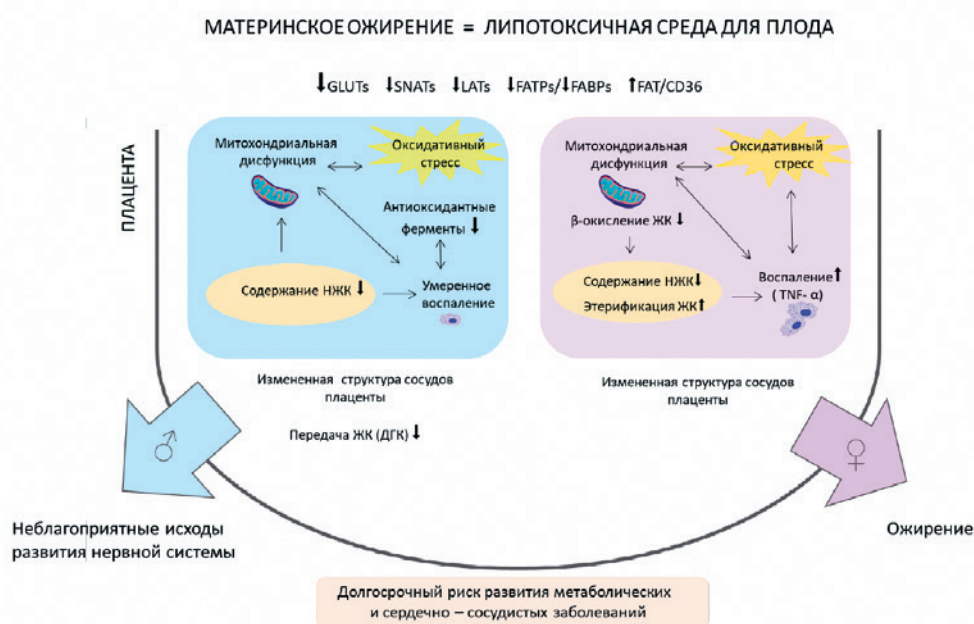 МАТЕРИНСКОЕ ОЖИРЕНИЕ = ЛИПОТОКСИЧНАЯ СРЕДА ДЛЯ ПЛОДА
↓GLUTs ↓SNATs ↓LATs ↓FATPs/↓FABPs ↑FAT/CD36
ПЛАЦЕНТА
Митохондриальная
дисфункция
Оксидативный
стресс
Антиоксидантные
ферменты ↓
Содержание НЖК ↓
Умеренное
воспаление
Митохондриальная
дисфункция
Оксидативный
стресс
β-окисление ЖК ↓
Содержание НЖК↓
Этерификация ЖК↑
Воспаление↑
( TNF- α)
Измененная структура сосудов
плаценты
Передача ЖК (ДГК) ↓
Измененная структура сосудов
плаценты
♂
♀
Неблагоприятные исходы
развития нервной системы
Ожирение
Долгосрочный риск развития метаболических
и сердечно – сосудистых заболеваний